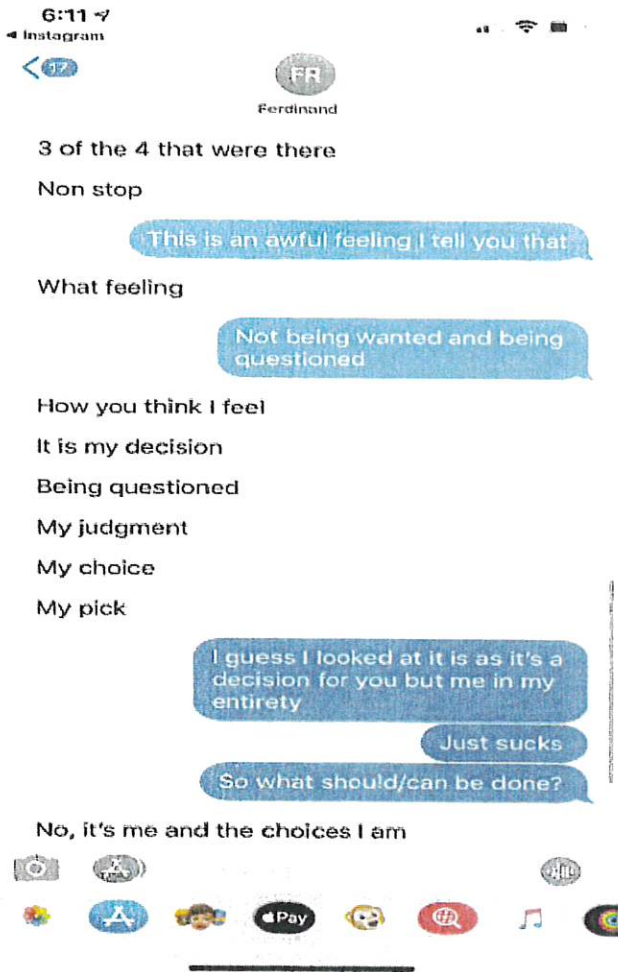 6:11
Instagram
17
FR
Ferdinand
3 of the 4 that were there
Non stop
This is an awful feeling I tell you that
What feeling
Not being wanted and being
questioned
How you think I feel
It is my decision
Being questioned
My judgment
My choice
My pick
I guess I looked at it is as it's a
decision for you but me in my
entirety
Just sucks
So what should/can be done?
No, it's me and the choices I am
Pay